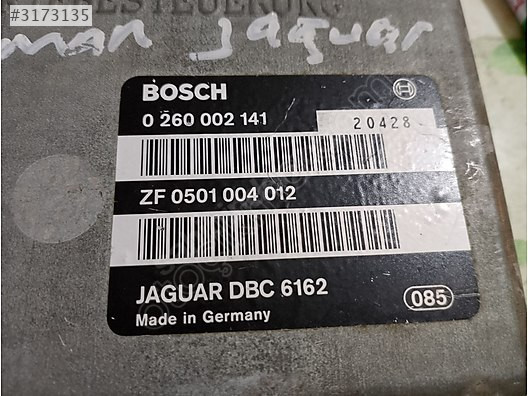 #3173135
JAGUAR
BOSCH
0 260 002 141
20428
ZF 0501 004 012
JAGUAR DBC 6162
085
Made in Germany